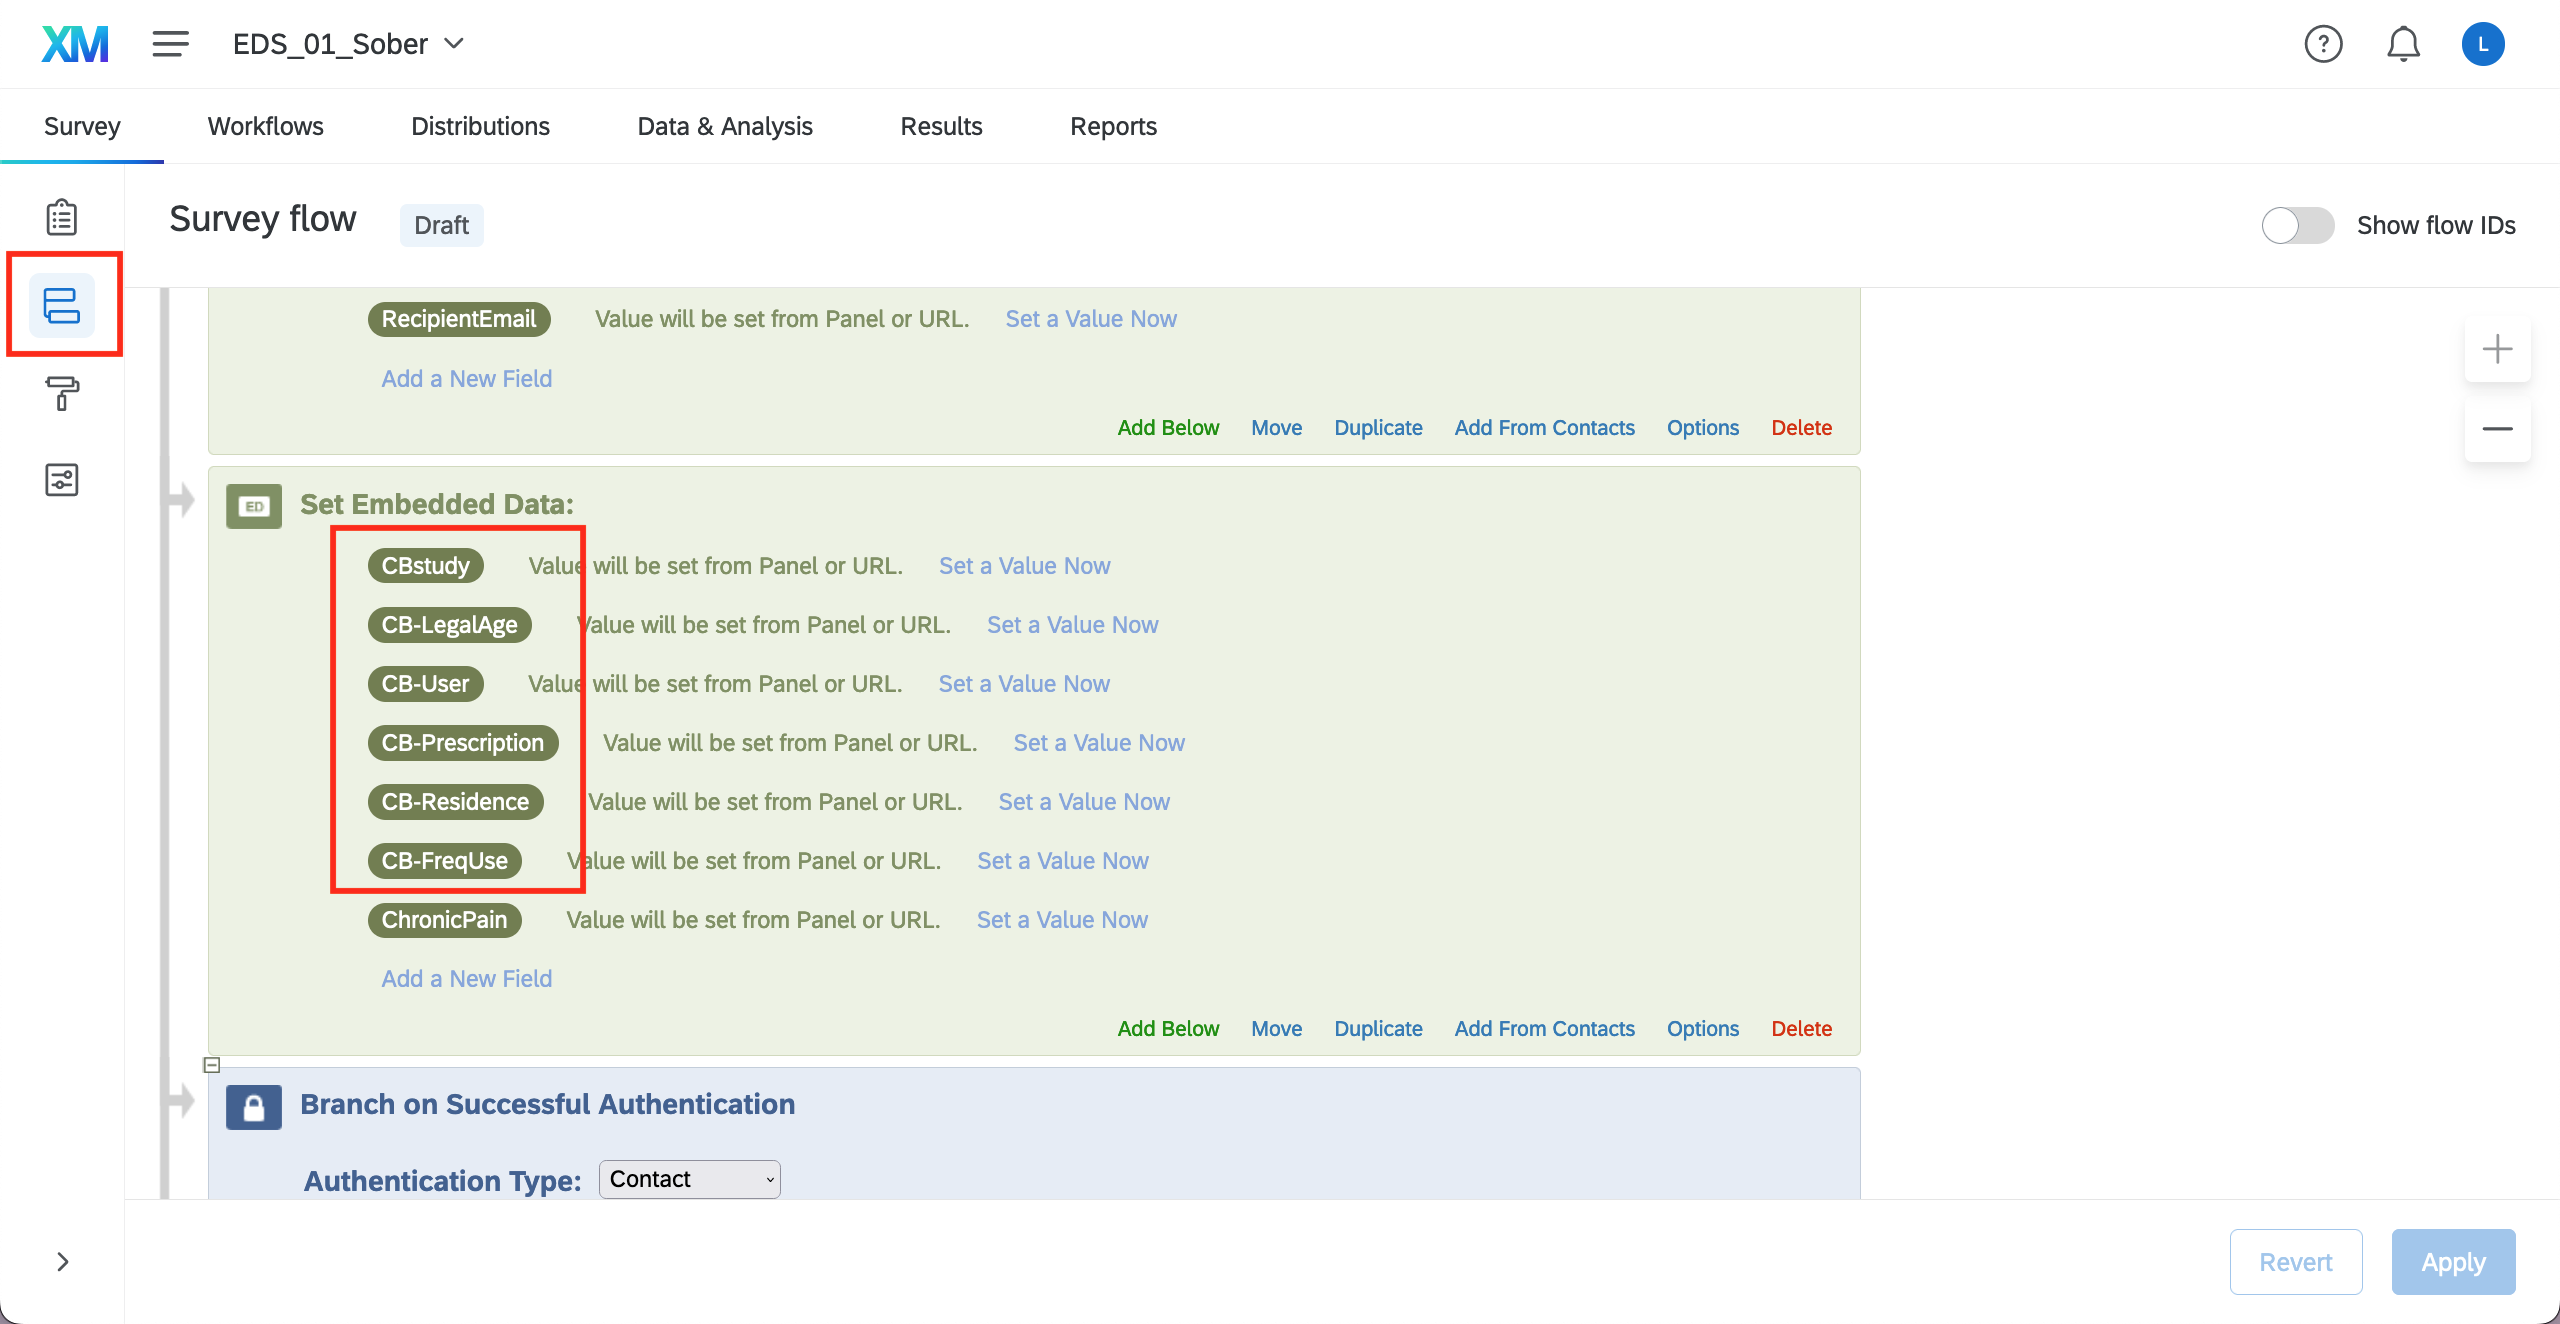 XM EDS_01_Sober ? L
Survey Workflows Distributions Data & Analysis Results Reports
Survey flow Draft Show flow IDs
RecipientEmail Value will be set from Panel or URL. Set a Value Now
Add a New Field
Add Below Move Duplicate Add From Contacts Options Delete
ED Set Embedded Data:
CBstudy Value will be set from Panel or URL. Set a Value Now
CB-LegalAge Value will be set from Panel or URL. Set a Value Now
CB-User Value will be set from Panel or URL. Set a Value Now
CB-Prescription Value will be set from Panel or URL. Set a Value Now
CB-Residence Value will be set from Panel or URL. Set a Value Now
CB-FreqUse Value will be set from Panel or URL. Set a Value Now
ChronicPain Value will be set from Panel or URL. Set a Value Now
Add a New Field
Add Below Move Duplicate Add From Contacts Options Delete
Branch on Successful Authentication
Authentication Type: Contact
Revert Apply